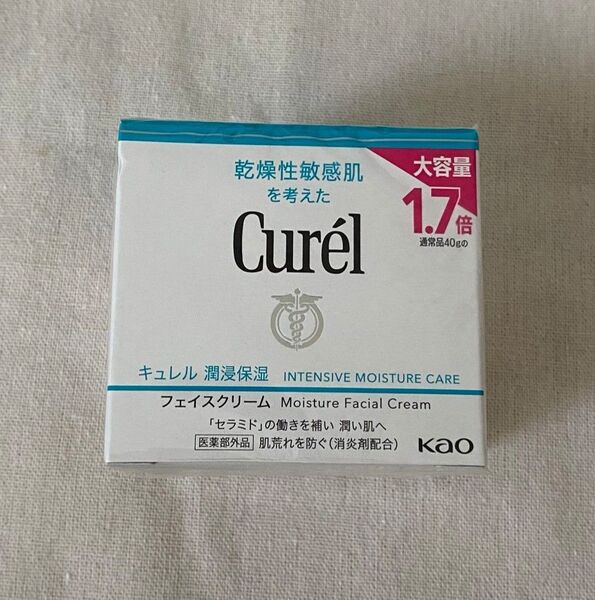 乾燥性敏感肌
を考えた
Curél
大容量
1.7倍
通常品40gの
キュレル 潤浸保湿 INTENSIVE MOISTURE CARE
フェイスクリーム Moisture Facial Cream
「セラミド」の働きを補い 潤い肌へ
医薬部外品 肌荒れを防ぐ(消炎剤配合)
Kao